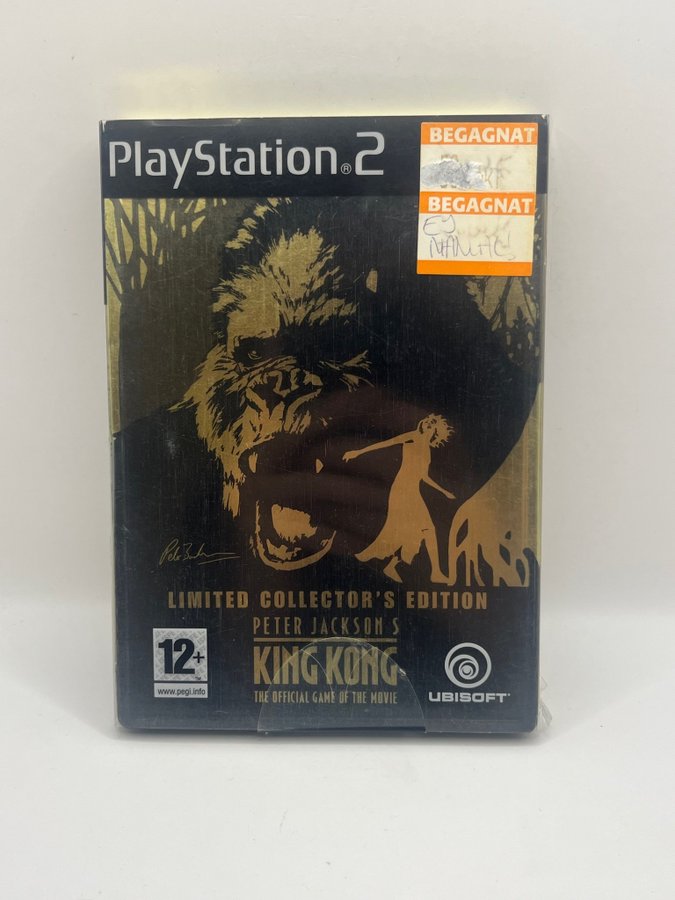 PlayStation®2
BEGAGNAT
BEGAGNAT
EJ
LIMITED COLLECTOR'S EDITION
PETER JACKSON'S
KING KONG
THE OFFICIAL GAME OF THE MOVIE
12+
www.pegi.info
UBISOFT